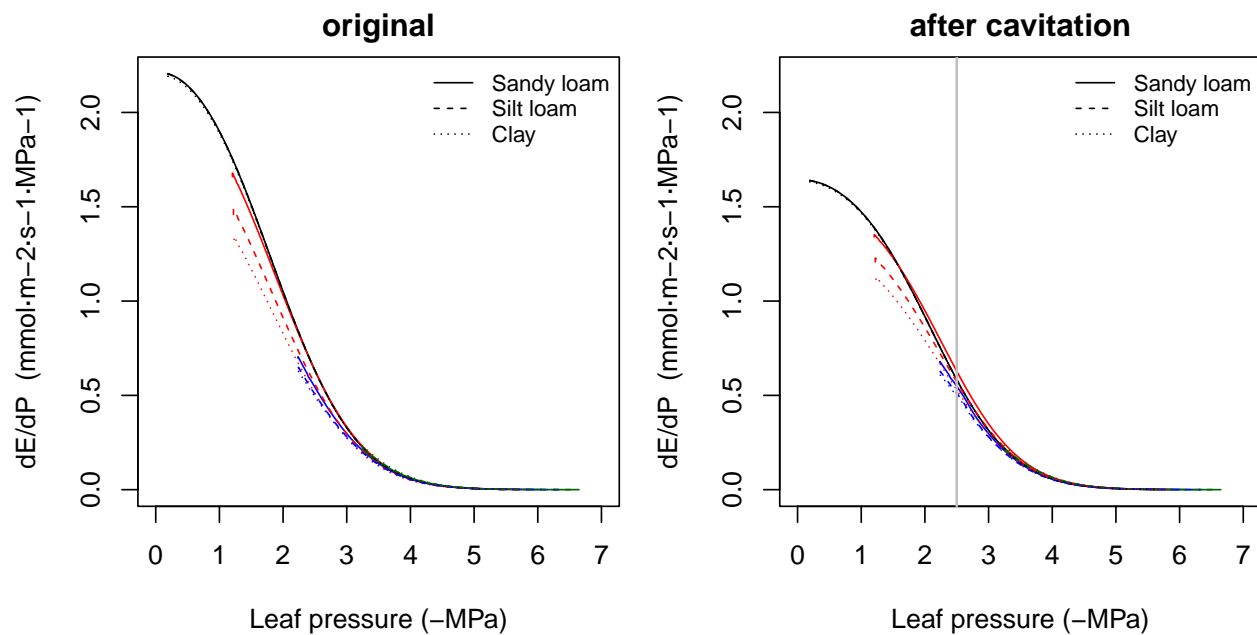 original
dE/dP (mmol·m−2·s−1·MPa−1)
2.0
1.5
1.0
0.5
0.0
Sandy loam
Silt loam
Clay
0 1 2 3 4 5 6 7
Leaf pressure (−MPa)
after cavitation
dE/dP (mmol·m−2·s−1·MPa−1)
2.0
1.5
1.0
0.5
0.0
Sandy loam
Silt loam
Clay
0 1 2 3 4 5 6 7
Leaf pressure (−MPa)